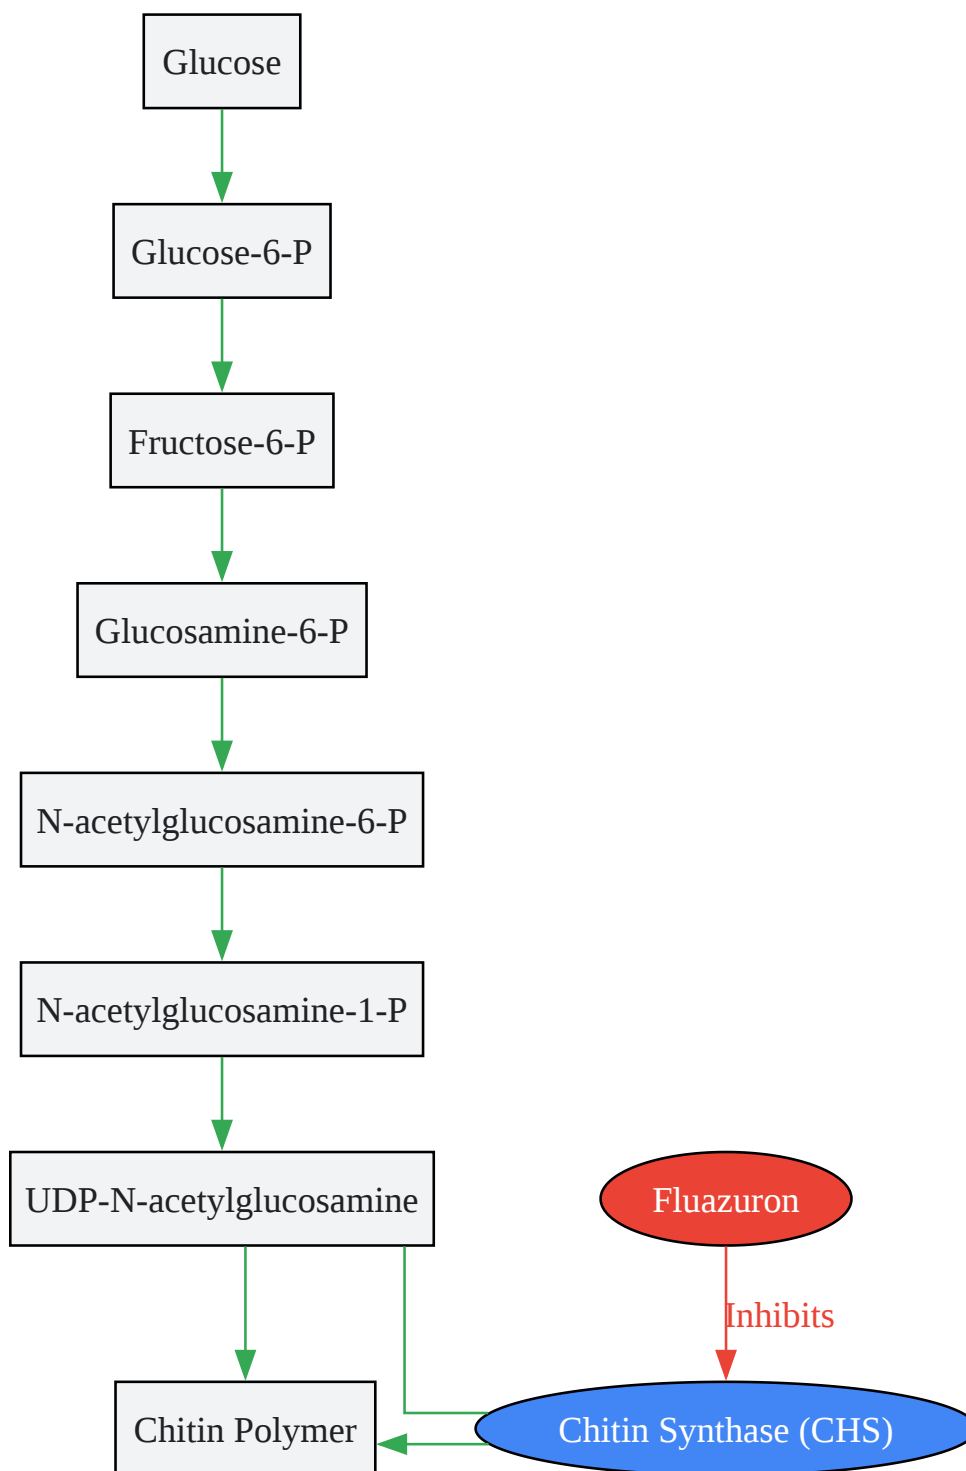 Glucose
Glucose-6-P
Fructose-6-P
Glucosamine-6-P
N-acetylglucosamine-6-P
N-acetylglucosamine-1-P
UDP-N-acetylglucosamine
Fluazuron
Inhibits
Chitin Polymer
Chitin Synthase (CHS)